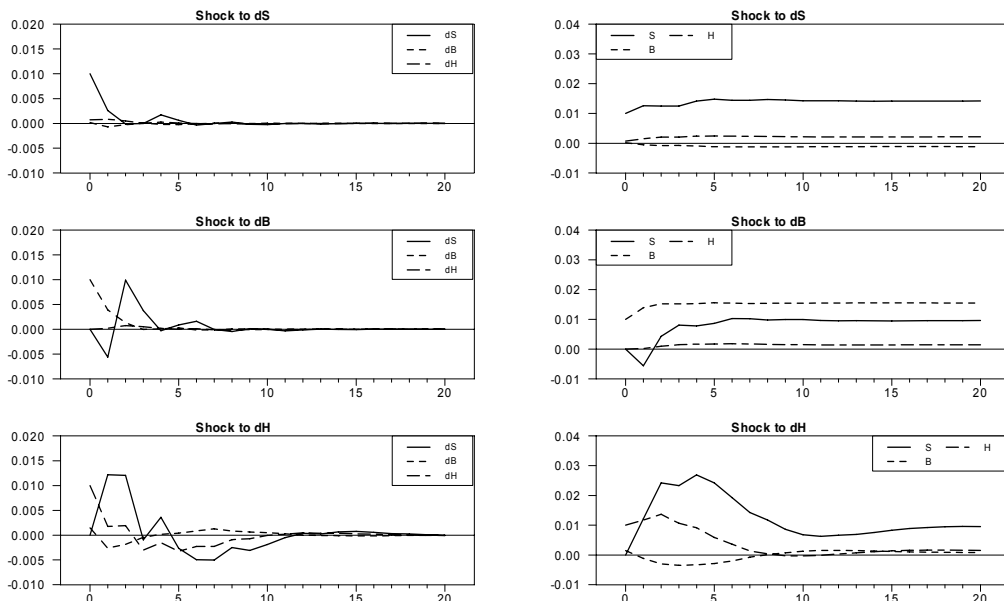 Shock to dS
0.020
dS
dB
dH
0.015
0.010
0.005
0.000
-0.005
-0.010
0 5 10 15 20
Shock to dS
0.04
S H
B
0.03
0.02
0.01
0.00
-0.01
0 5 10 15 20
Shock to dB
0.020
dS
dB
dH
0.015
0.010
0.005
0.000
-0.005
-0.010
0 5 10 15 20
Shock to dB
0.04
S H
B
0.03
0.02
0.01
0.00
-0.01
0 5 10 15 20
Shock to dH
0.020
dS
dB
dH
0.015
0.010
0.005
0.000
-0.005
-0.010
0 5 10 15 20
Shock to dH
0.04
S H
B
0.03
0.02
0.01
0.00
-0.01
0 5 10 15 20